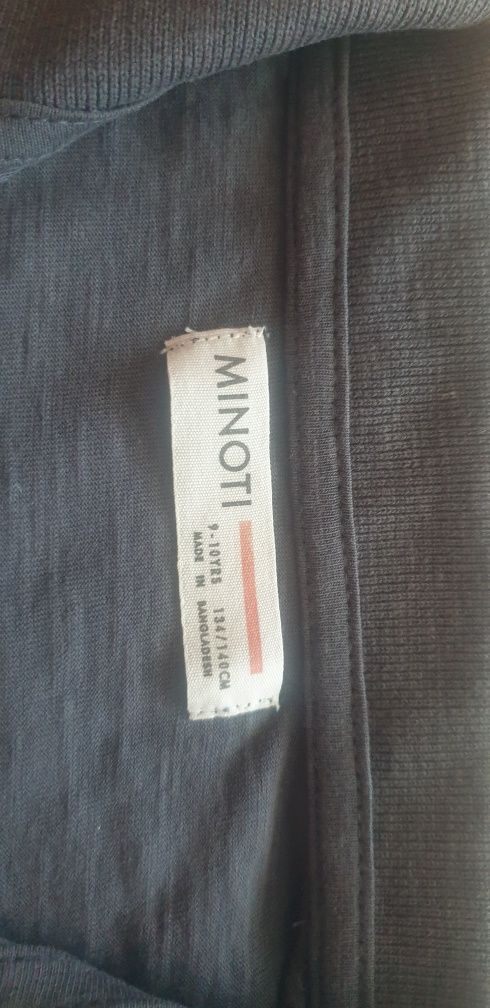 MINOTI
9-10YRS 134/140CM
MADE IN BANGLADESH